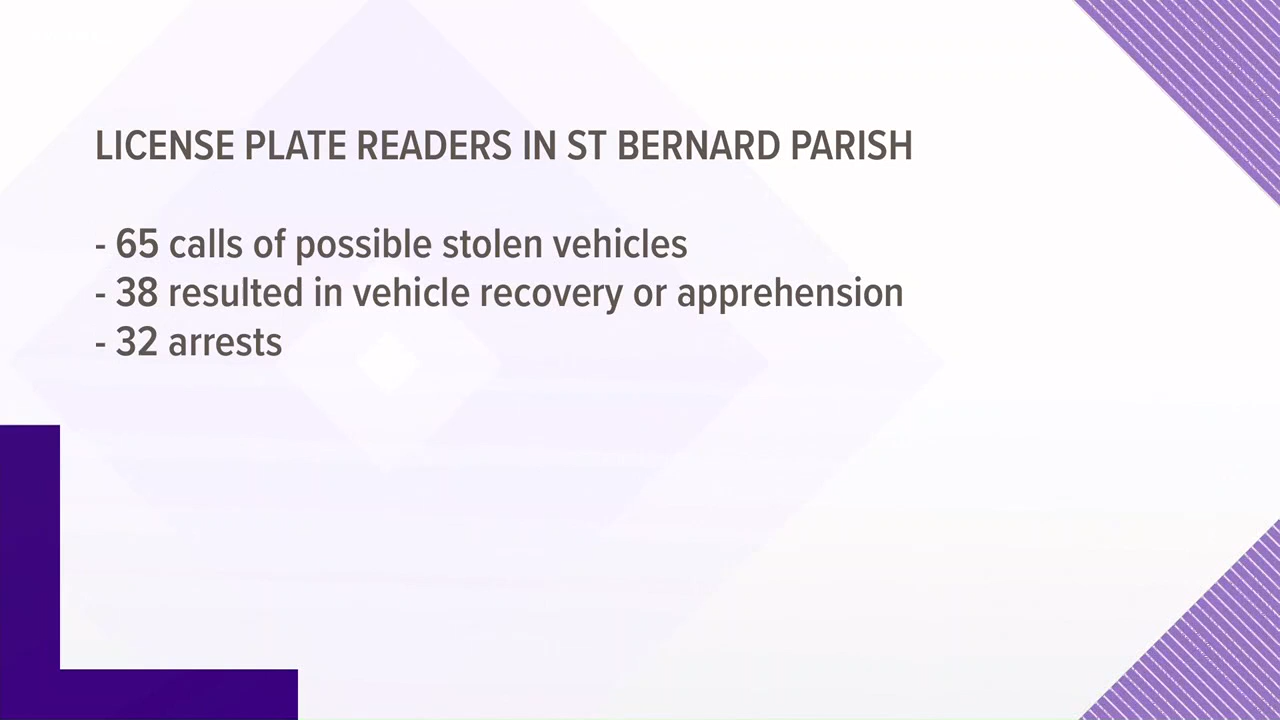 LICENSE PLATE READERS IN ST BERNARD PARISH
- 65 calls of possible stolen vehicles
- 38 resulted in vehicle recovery or apprehension
- 32 arrests